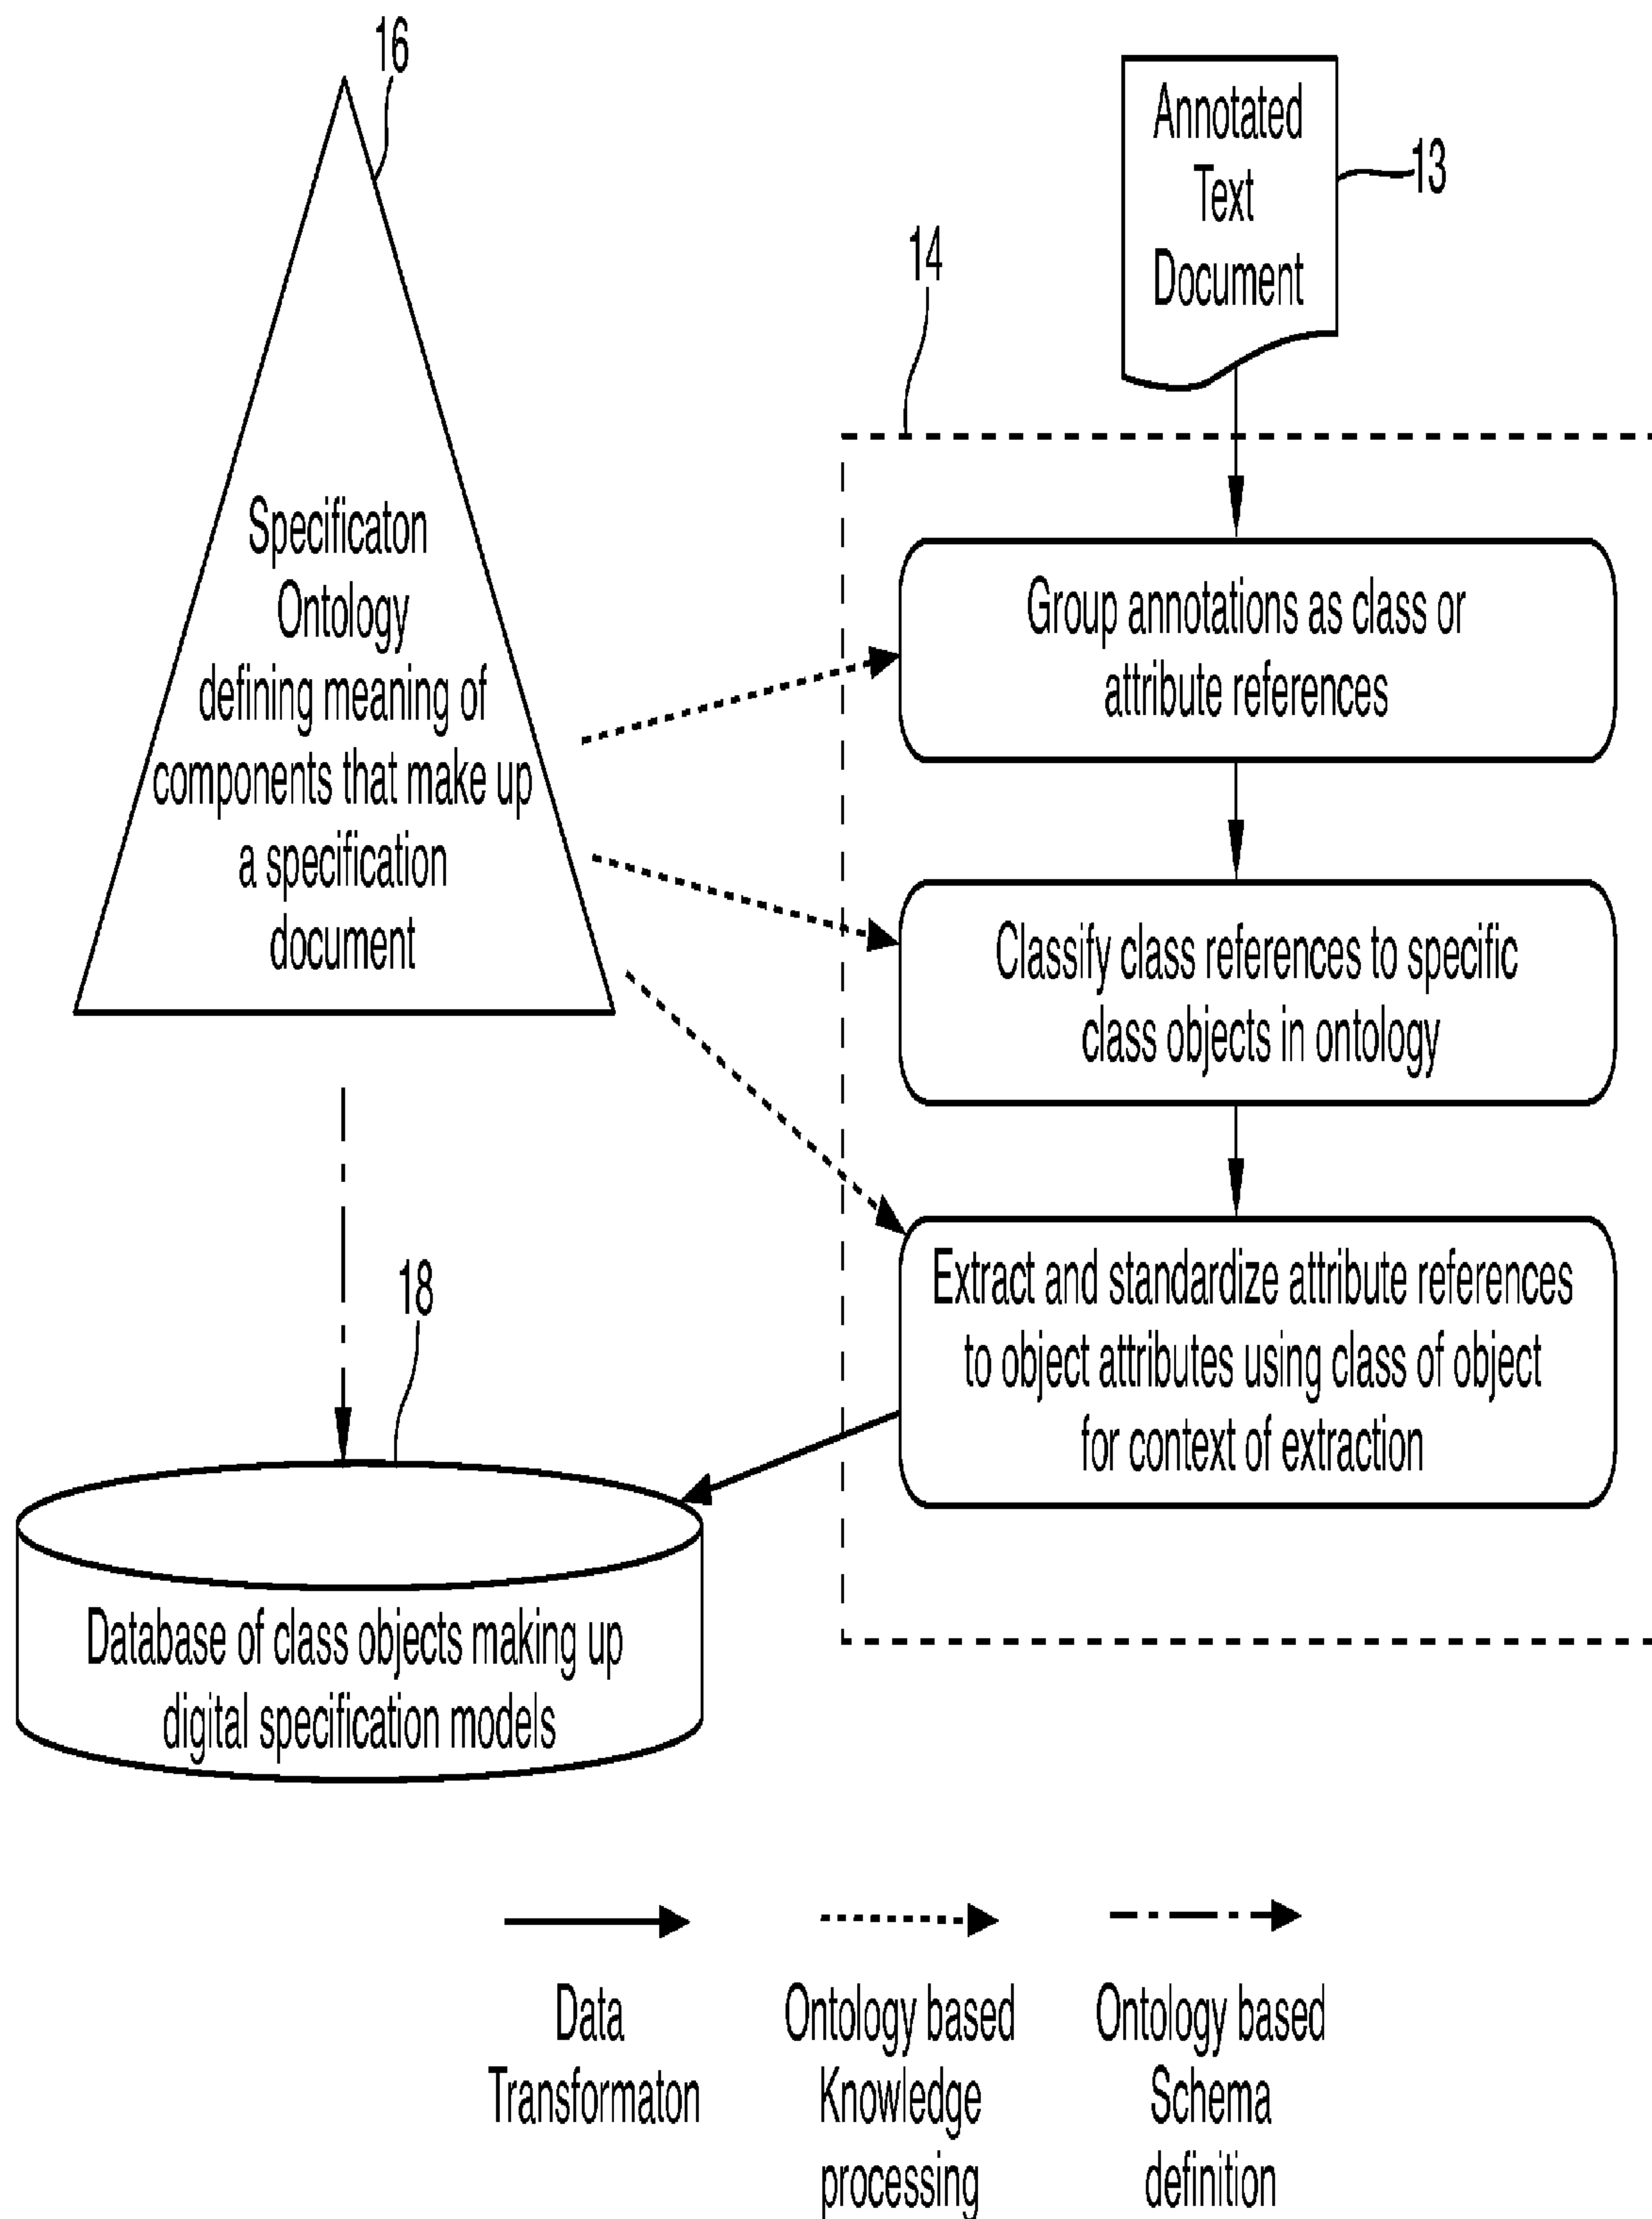 16
Annotated
Text
Document
13
14
Specificaton
Ontology
defining meaning of
components that make up
a specification
document
Group annotations as class or
attribute references
Classify class references to specific
class objects in ontology
Extract and standardize attribute references
to object attributes using class of object
for context of extraction
18
Database of class objects making up
digital specification models
Data
Transformaton
Ontology based
Knowledge
processing
Ontology based
Schema
definition